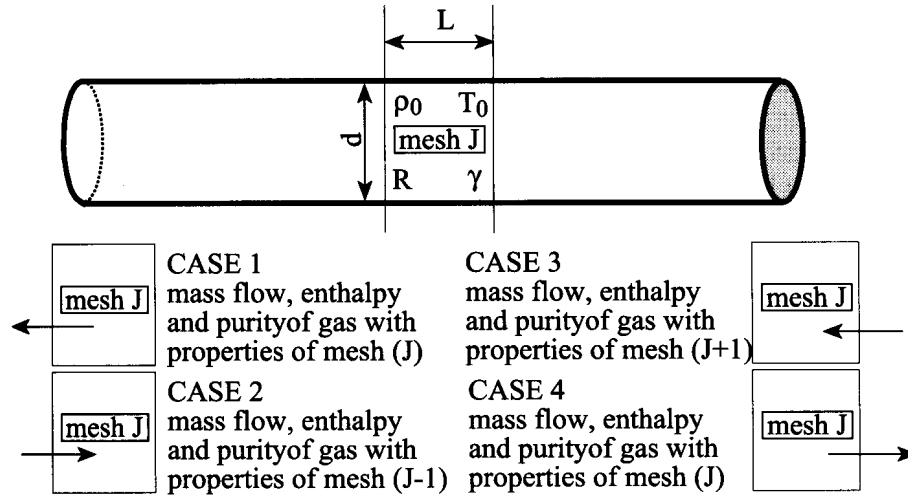 L
ρ0 T0
d
mesh J
R γ
mesh J
CASE 1
mass flow, enthalpy
and purityof gas with
properties of mesh (J)
CASE 3
mass flow, enthalpy
and purityof gas with
properties of mesh (J+1)
mesh J
mesh J
CASE 2
mass flow, enthalpy
and purityof gas with
properties of mesh (J-1)
CASE 4
mass flow, enthalpy
and purityof gas with
properties of mesh (J)
mesh J